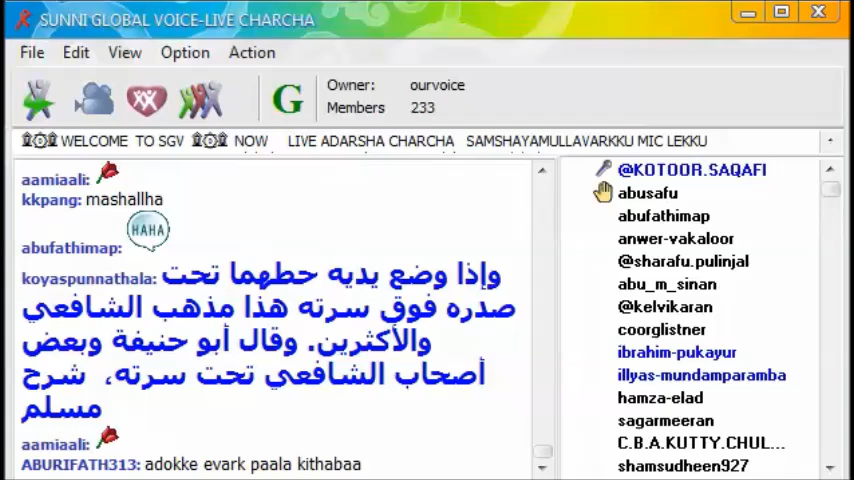 SUNNI GLOBAL VOICE-LIVE CHARCHA
File Edit View Option Action
G
Owner: ourvoice
Members 233
WELCOME TO SGV NOW LIVE ADARSHA CHARCHA SAMSHAYAMULLAVARKKU MIC LEKKU
aamiaali:
kkpang: mashallha
HAHA
abufathimap:
koyaspunnathala: وإذا وضع يديه حطهما تحت
صدره فوق سرته هذا مذهب الشافعي
والأكثرين. وقال أبو حنيفة وبعض
أصحاب الشافعي تحت سرته، شرح
مسلم
aamiaali:
ABURIFATH313: adokke evark paala kithabaa
@KOTOOR.SAQAFI
abusafu
abufathimap
anwer-vakaloor
@sharafu.pulinjal
abu_m_sinan
@kelvikaran
coorglistner
ibrahim-pukayur
illyas-mundamparamba
hamza-elad
sagarmeeran
C.B.A.KUTTY.CHUL...
shamsudheen927